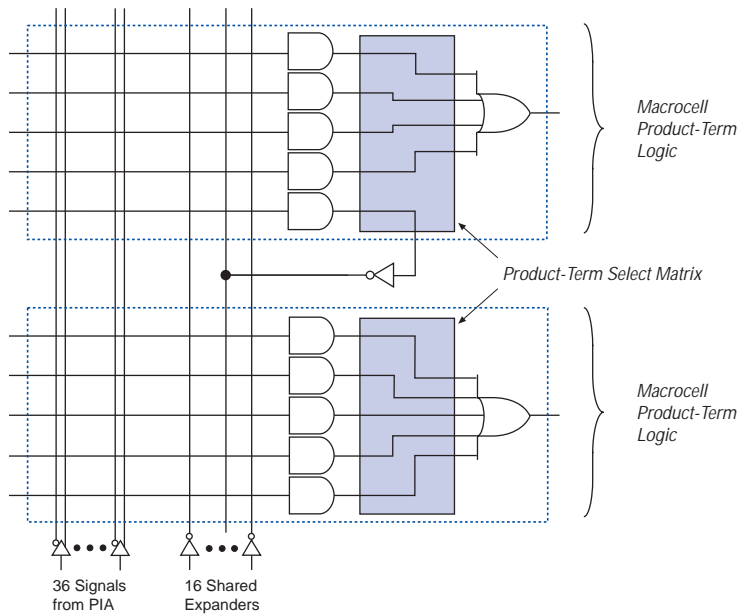 Macrocell
Product-Term
Logic
Product-Term Select Matrix
Macrocell
Product-Term
Logic
36 Signals
from PIA
16 Shared
Expanders